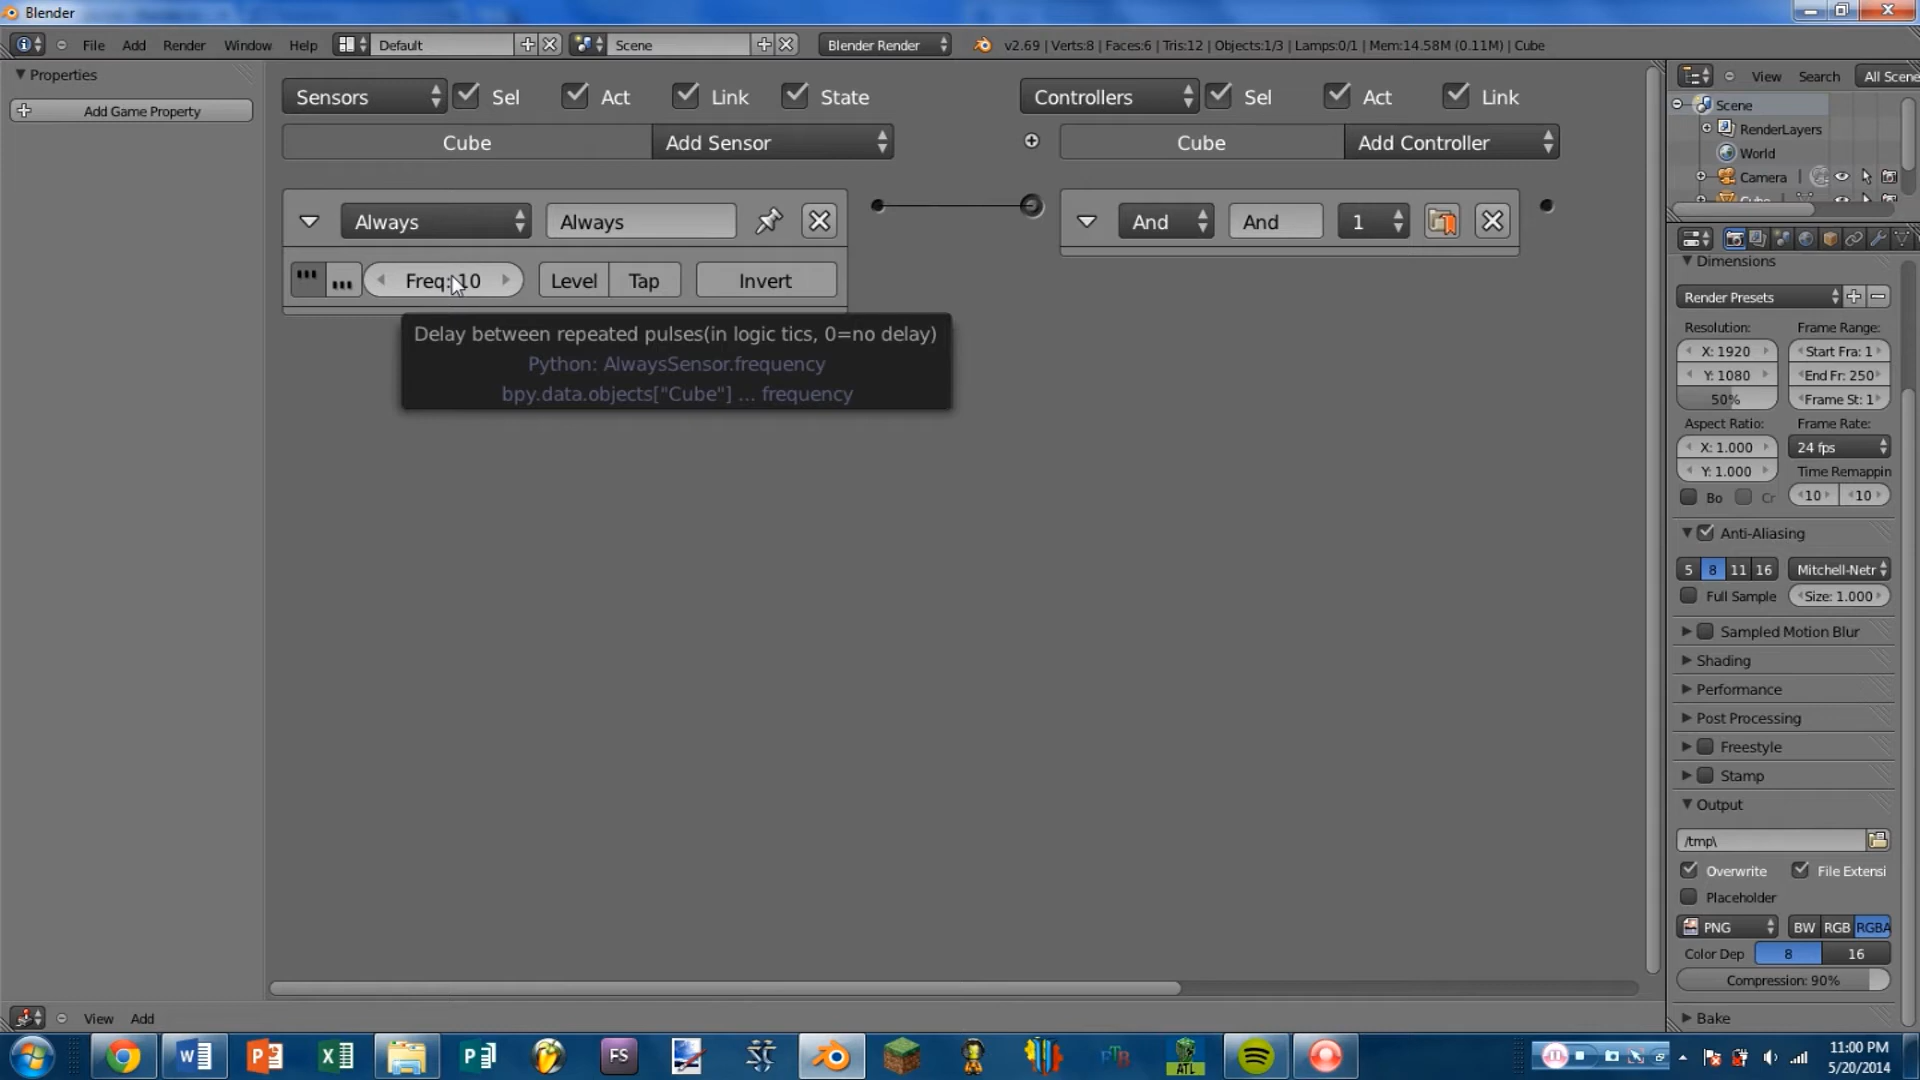 Blender
File Add Render Window Help Default Scene Blender Render v2.69 | Verts:8 | Faces:6 | Tris:12 | Objects:1/3 | Lamps:0/1 | Mem:14.58M (0.11M) | Cube
Properties
Add Game Property
Sensors Sel Act Link State
Cube Add Sensor
Always Always
Freq: 10 Level Tap Invert
Delay between repeated pulses(in logic tics, 0=no delay)
Python: AlwaysSensor.frequency
bpy.data.objects["Cube"] ... frequency
Controllers Sel Act Link
Cube Add Controller
And And 1
View Search All Scene
Scene
RenderLayers
World
Camera
Cube
Dimensions
Render Presets
Resolution: Frame Range:
X: 1920 Start Fra: 1
Y: 1080 End Fr: 250
50% Frame St: 1
Aspect Ratio: Frame Rate:
X: 1.000 24 fps
Y: 1.000 Time Remappin
Bo Cr 10 10
Anti-Aliasing
5 8 11 16 Mitchell-Netr
Full Sample Size: 1.000
Sampled Motion Blur
Shading
Performance
Post Processing
Freestyle
Stamp
Output
/tmp\
Overwrite File Extensi
Placeholder
PNG BW RGB RGBA
Color Dep 8 16
Compression: 90%
Bake
View Add
FS
ATL
11:00 PM
5/20/2014